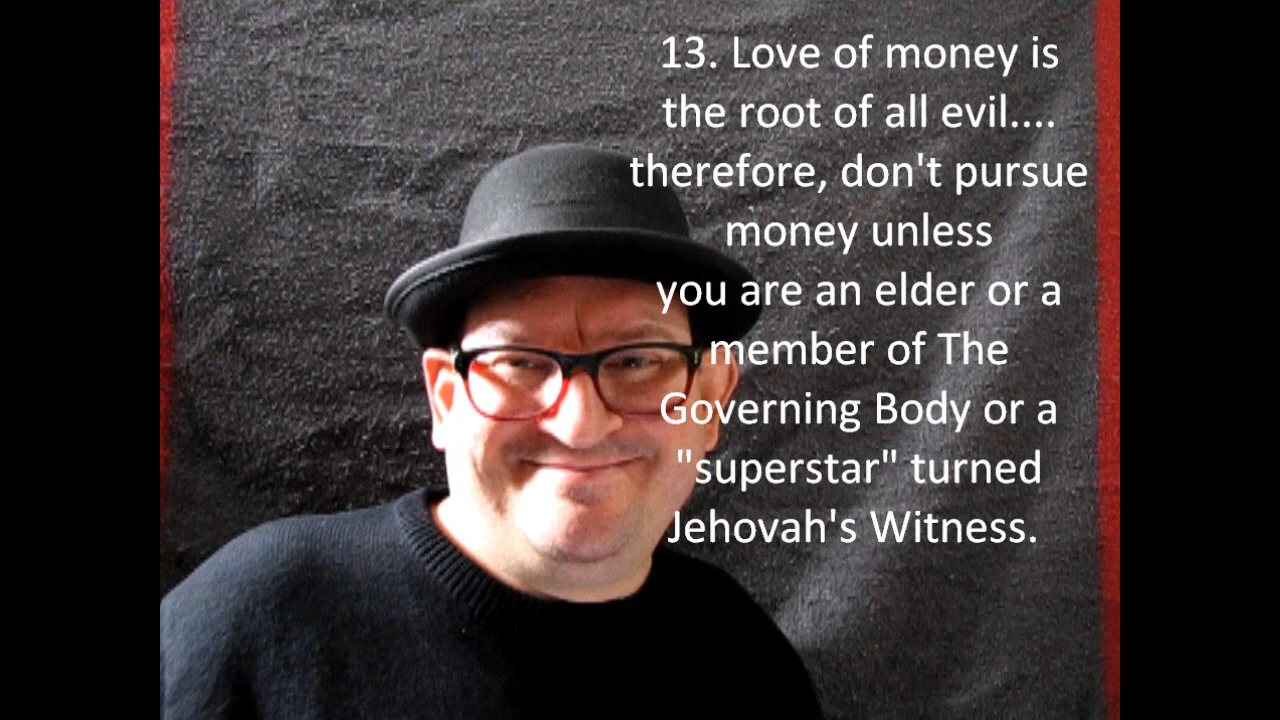 13. Love of money is
the root of all evil....
therefore, don't pursue
money unless
you are an elder or a
member of The
Governing Body or a
"superstar" turned
Jehovah's Witness.